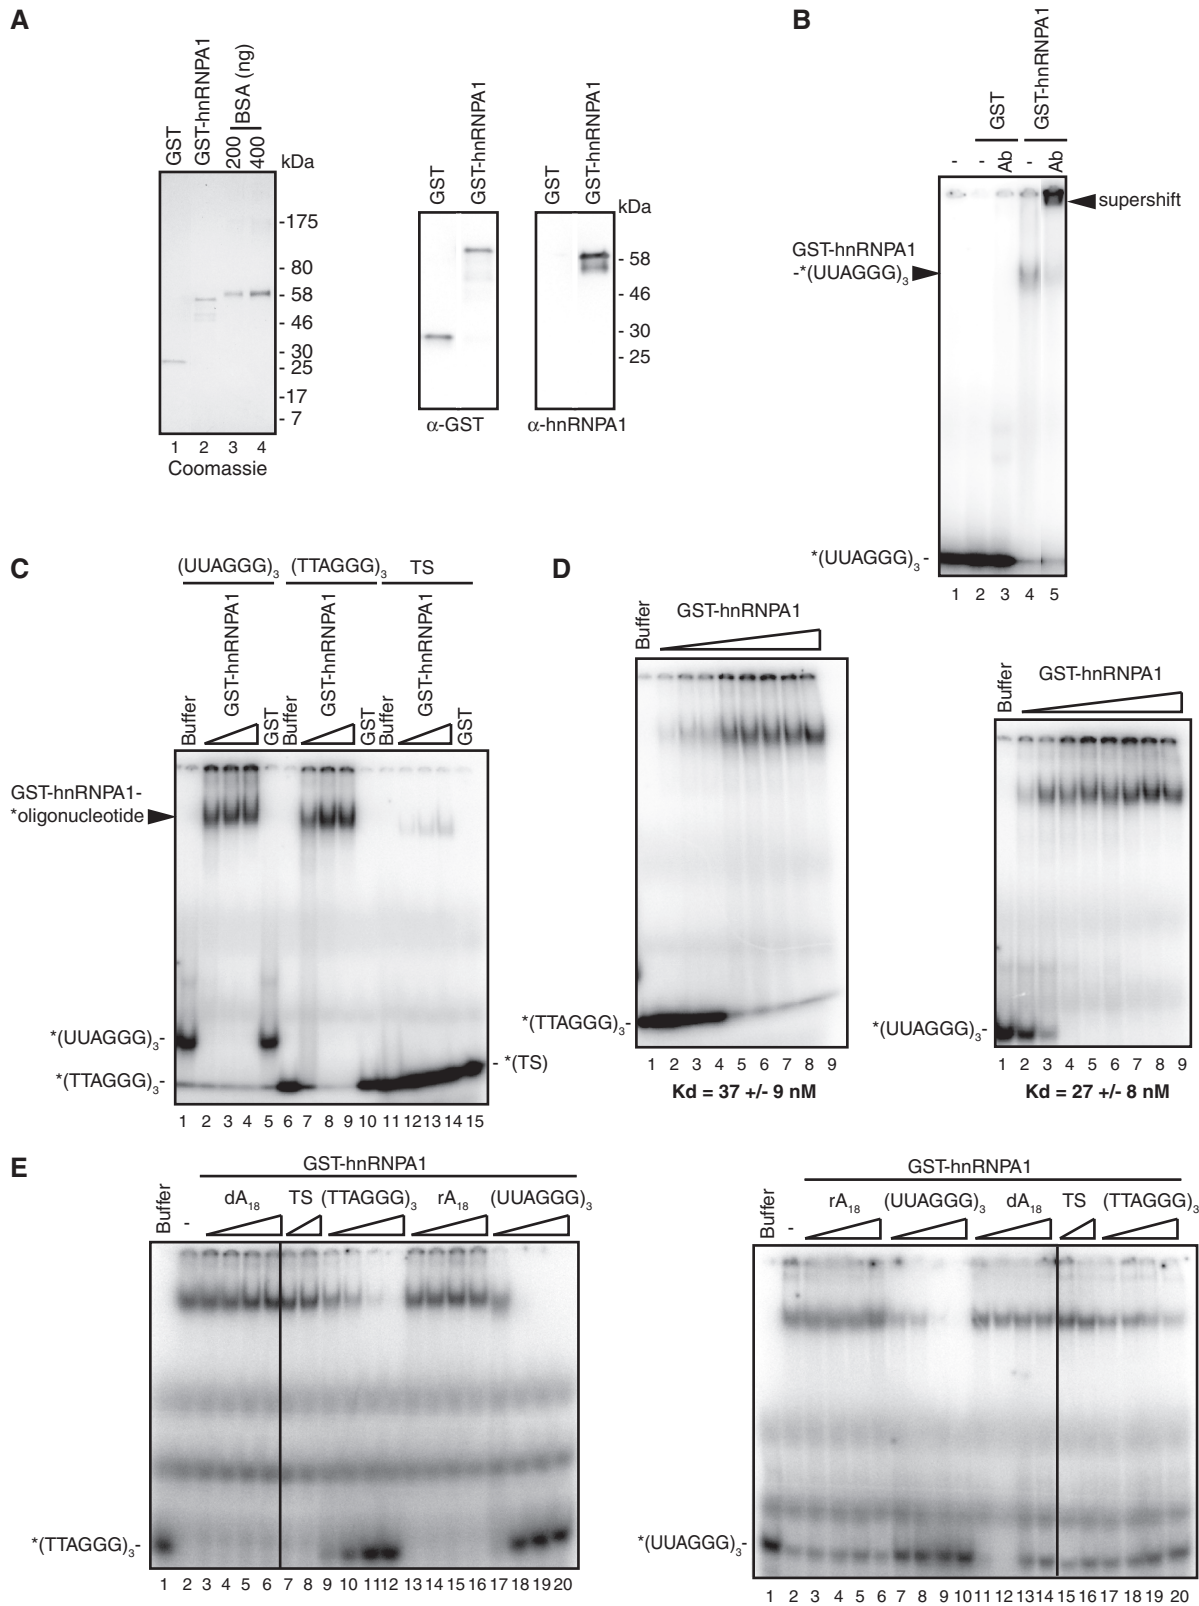 A
GST
GST-hnRNPA1
200
400
BSA (ng)
kDa
-175
- 80
- 58
- 46
- 30
- 25
-17
- 7
1 2 3 4
Coomassie
GST
GST-hnRNPA1
α-GST
GST
GST-hnRNPA1
kDa
- 58
- 46
- 30
- 25
α-hnRNPA1
B
GST
GST-hnRNPA1
- - Ab - Ab
supershift
GST-hnRNPA1
-*(UUAGGG)3
*(UUAGGG)3 -
1 2 3 4 5
C
(UUAGGG)3 (TTAGGG)3 TS
Buffer GST-hnRNPA1 GST Buffer GST-hnRNPA1 GST Buffer GST-hnRNPA1 GST
GST-hnRNPA1-
*oligonucleotide
*(UUAGGG)3-
*(TTAGGG)3-
- *(TS)
1 2 3 4 5 6 7 8 9 10 11 12 13 14 15
D
Buffer
GST-hnRNPA1
*(TTAGGG)3-
1 2 3 4 5 6 7 8 9
Kd = 37 +/- 9 nM
Buffer
GST-hnRNPA1
*(UUAGGG)3-
1 2 3 4 5 6 7 8 9
Kd = 27 +/- 8 nM
E
GST-hnRNPA1
Buffer - dA18 TS (TTAGGG)3 rA18 (UUAGGG)3
*(TTAGGG)3-
1 2 3 4 5 6 7 8 9 10 11 12 13 14 15 16 17 18 19 20
GST-hnRNPA1
Buffer - rA18 (UUAGGG)3 dA18 TS (TTAGGG)3
*(UUAGGG)3-
1 2 3 4 5 6 7 8 9 10 11 12 13 14 15 16 17 18 19 20